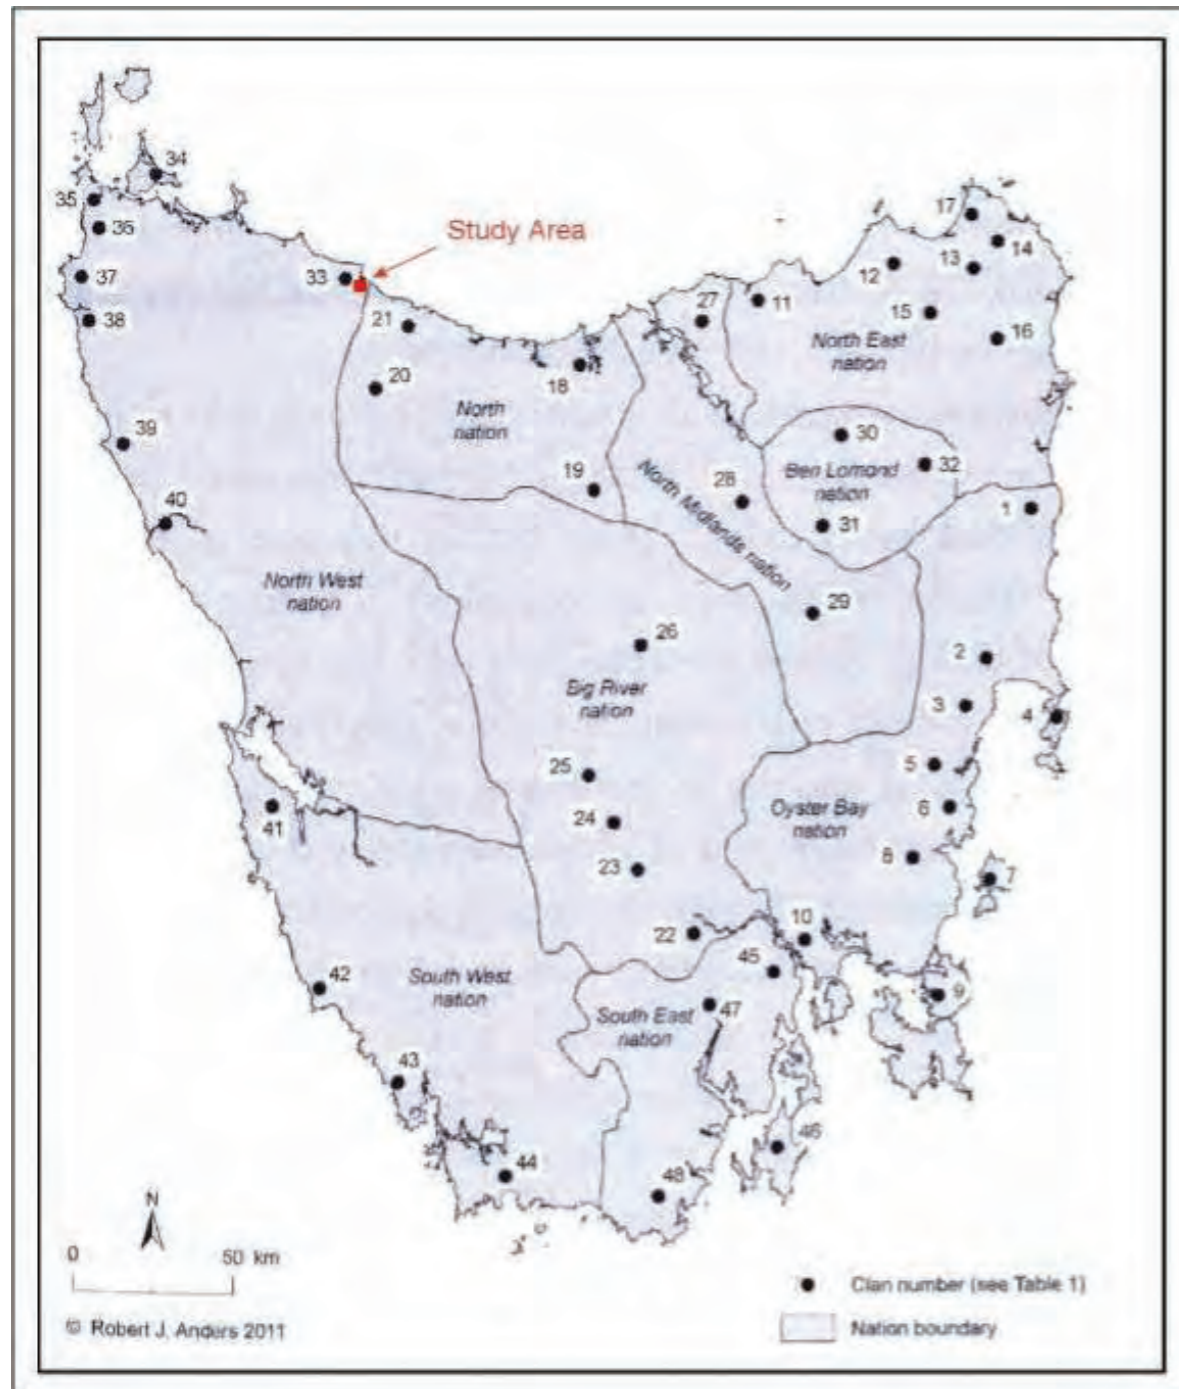 34
35
36
37
38
Study Area
33
17
14
13
12
27
11
15
16
21
20
18
North East
nation
North
nation
39
30
32
Ben Lomond
nation
19
28
North Midlands nation
31
1
40
North West
nation
29
26
2
Big River
nation
3
4
25
5
6
Oyster Bay
nation
24
41
8
23
7
22
10
45
South West
nation
42
9
47
South East
nation
43
46
44
48
N
0
50 km
Clan number (see Table 1)
© Robert J. Anders 2011
Nation boundary